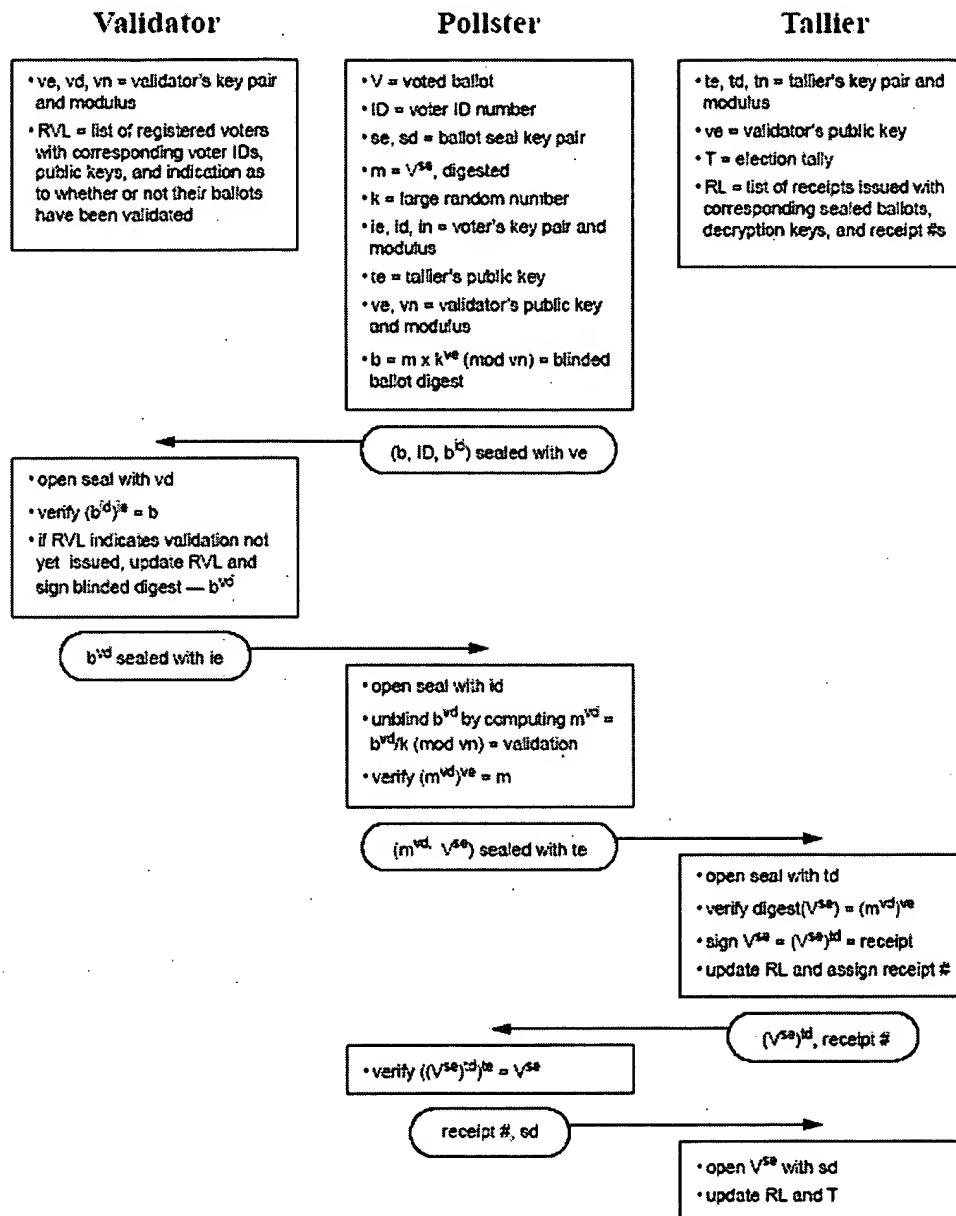 Validator
Pollster
Tallier
• ve, vd, vn = validator's key pair
and modulus
• RVL = list of registered voters
with corresponding voter IDs,
public keys, and indication as
to whether or not their ballots
have been validated
• V = voted ballot
• ID = voter ID number
• se, sd = ballot seal key pair
• m = V^se, digested
• k = large random number
• ie, id, in = voter's key pair and
modulus
• te = tallier's public key
• ve, vn = validator's public key
and modulus
• b = m x k^ve (mod vn) = blinded
ballot digest
• te, td, tn = tallier's key pair and
modulus
• ve = validator's public key
• T = election tally
• RL = list of receipts issued with
corresponding sealed ballots,
decryption keys, and receipt #s
(b, ID, b^id) sealed with ve
• open seal with vd
• verify (b^id)^ie = b
• if RVL indicates validation not
yet issued, update RVL and
sign blinded digest — b^vd
b^vd sealed with ie
• open seal with id
• unblind b^vd by computing m^vd =
b^vd/k (mod vn) = validation
• verify (m^vd)^ve = m
(m^vd, V^se) sealed with te
• open seal with td
• verify digest(V^se) = (m^vd)^ve
• sign V^se = (V^se)^td = receipt
• update RL and assign receipt #
(V^se)^td, receipt #
• verify ((V^se)^td)^te = V^se
receipt #, sd
• open V^se with sd
• update RL and T